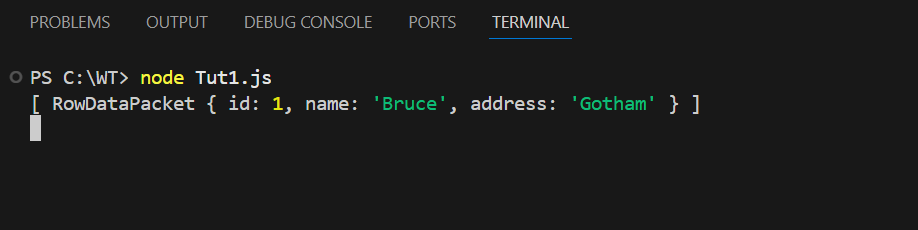 PROBLEMS OUTPUT DEBUG CONSOLE PORTS TERMINAL
PS C:\WT> node Tut1.js
[ RowDataPacket { id: 1, name: 'Bruce', address: 'Gotham' } ]